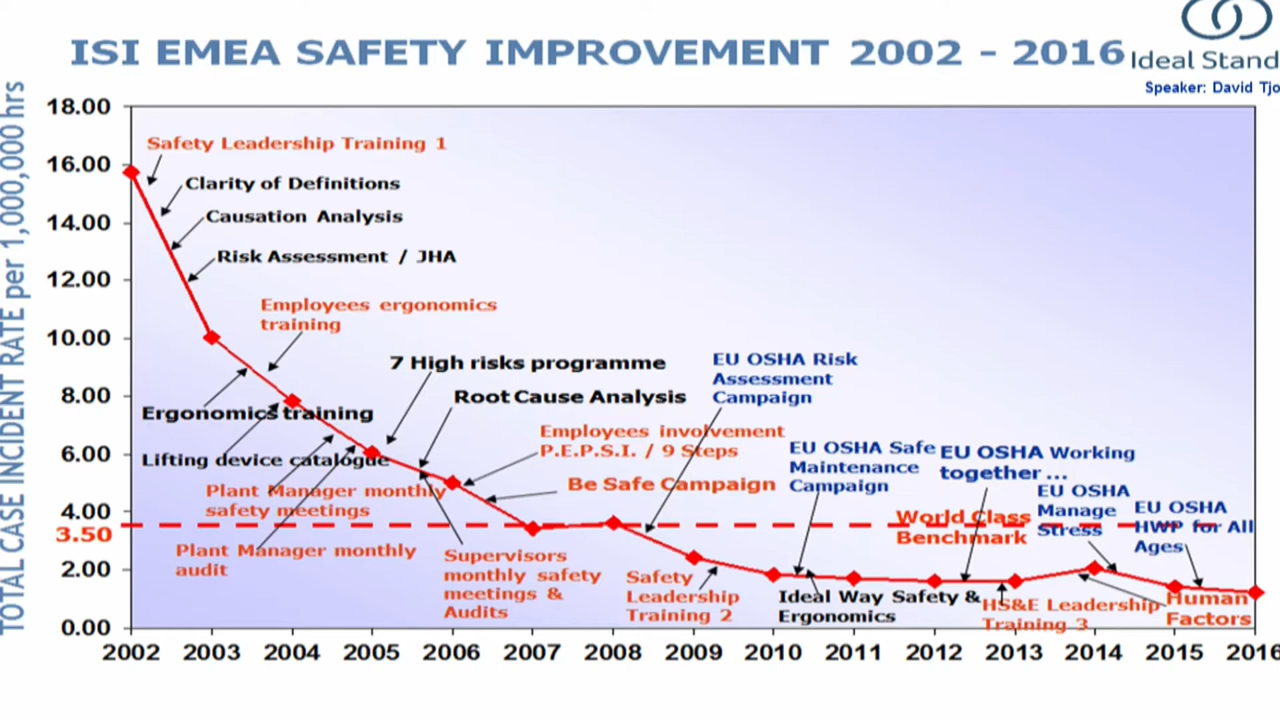 ISI EMEA SAFETY IMPROVEMENT 2002 - 2016
Ideal Stand
Speaker: David Tjo
TOTAL CASE INCIDENT RATE per 1,000,000 hrs
18.00
16.00
14.00
12.00
10.00
8.00
6.00
4.00
3.50
2.00
0.00
Safety Leadership Training 1
Clarity of Definitions
Causation Analysis
Risk Assessment / JHA
Employees ergonomics
training
7 High risks programme
Root Cause Analysis
Ergonomics training
Lifting device catalogue
Plant Manager monthly
safety meetings
Plant Manager monthly
audit
Employees involvement
P.E.P.S.I. / 9 Steps
Be Safe Campaign
Supervisors
monthly safety
meetings &
Audits
EU OSHA Risk
Assessment
Campaign
Safety
Leadership
Training 2
EU OSHA Safe
Maintenance
Campaign
Ideal Way Safety &
Ergonomics
EU OSHA Working
together ...
World Class
Benchmark
HS&E Leadership
Training 3
EU OSHA
Manage
Stress
EU OSHA
HWP for All
Ages
Human
Factors
2002 2003 2004 2005 2006 2007 2008 2009 2010 2011 2012 2013 2014 2015 2016